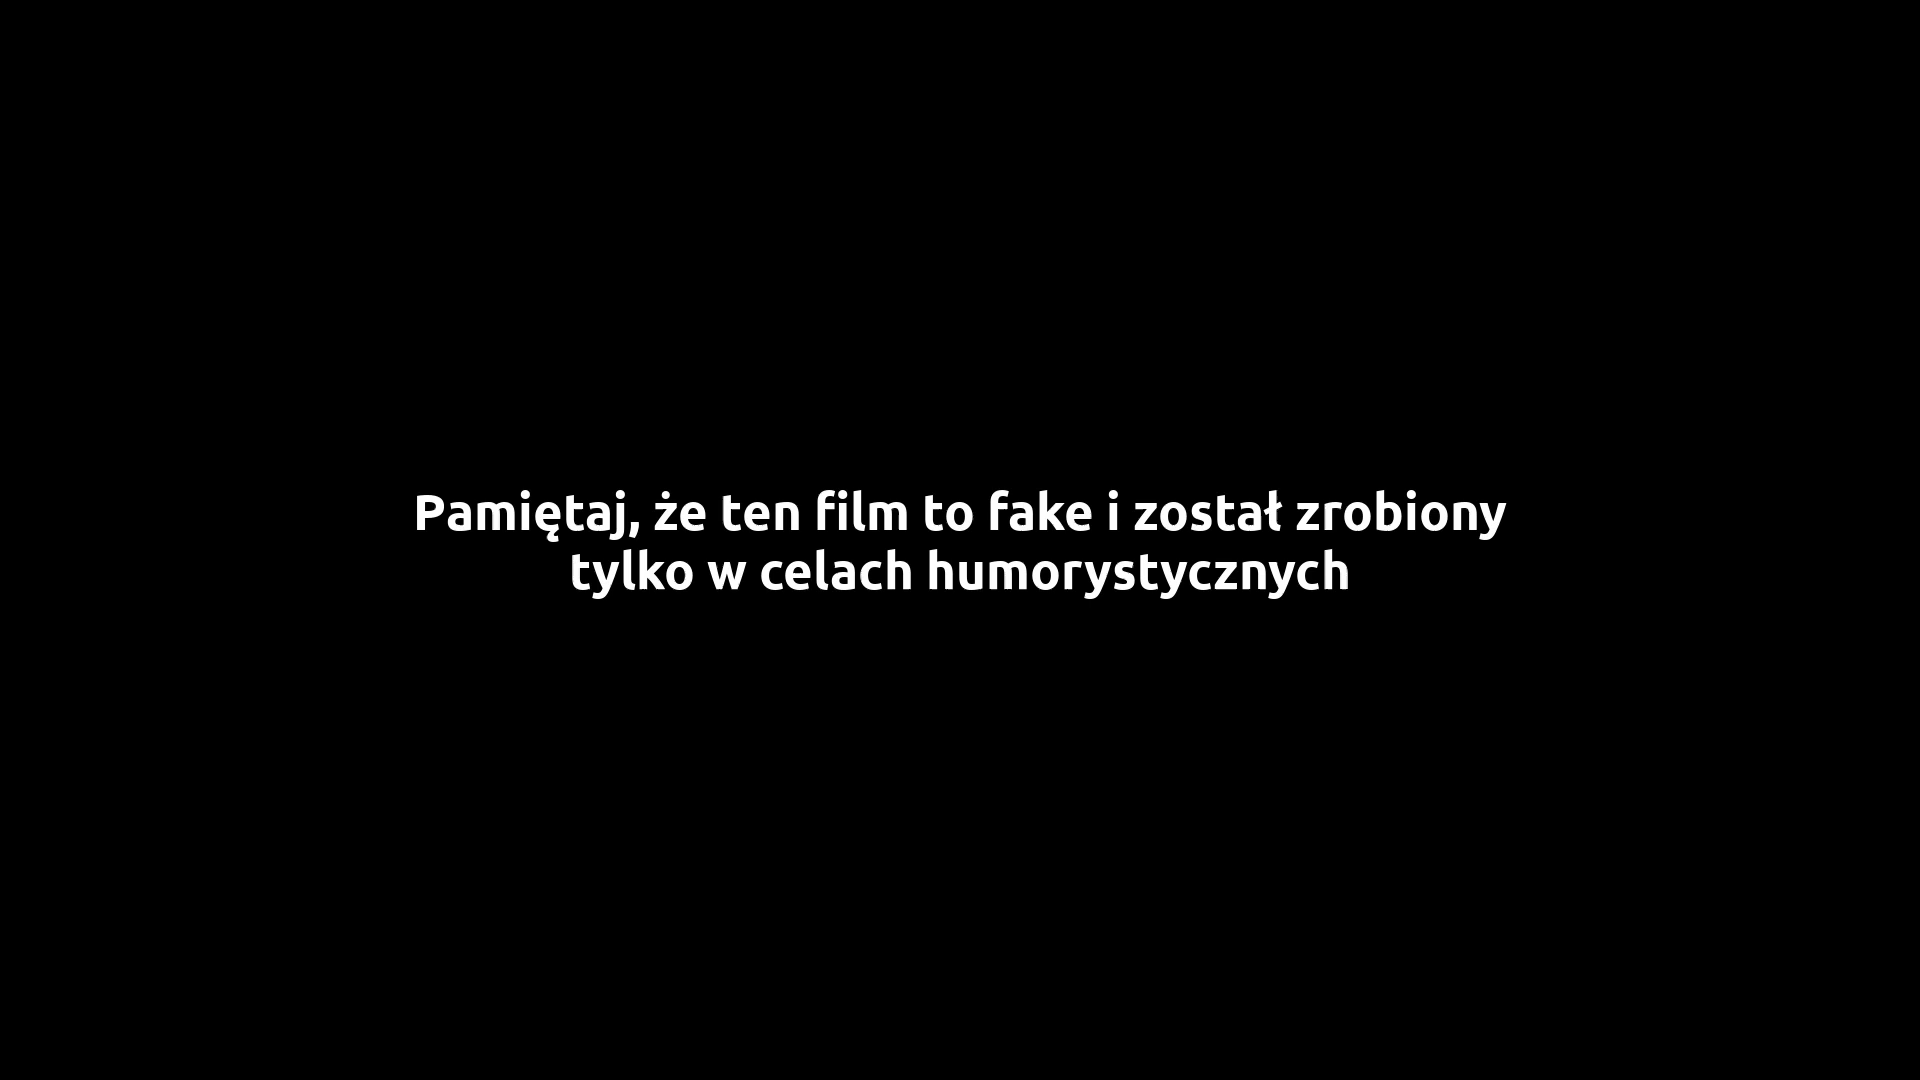 Pamiętaj, że ten film to fake i został zrobiony
tylko w celach humorystycznych